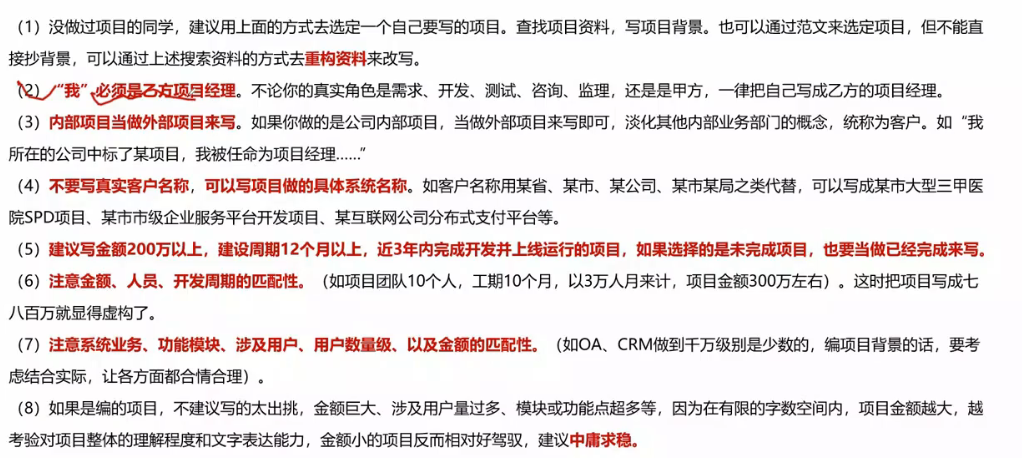 （1）没做过项目的同学，建议用上面的方式去选定一个自己要写的项目。查找项目资料，写项目背景。也可以通过范文来选定项目，但不能直
接抄背景，可以通过上述搜索资料的方式去重构资料来改写。
（2）“我”必须是乙方项目经理。不论你的真实角色是需求、开发、测试、咨询、监理，还是是甲方，一律把自己写成乙方的项目经理。
（3）内部项目当做外部项目来写。如果你做的是公司内部项目，当做外部项目来写即可，淡化其他内部业务部门的概念，统称为客户。如“我
所在的公司中标了某项目，我被任命为项目经理……”
（4）不要写真实客户名称，可以写项目做的具体系统名称。如客户名称用某省、某市、某公司、某市某局之类代替，可以写成某市大型三甲医
院SPD项目、某市市级企业服务平台开发项目、某互联网公司分布式支付平台等。
（5）建议写金额200万以上，建设周期12个月以上，近3年内完成开发并上线运行的项目，如果选择的是未完成项目，也要当做已经完成来写。
（6）注意金额、人员、开发周期的匹配性。（如项目团队10个人，工期10个月，以3万人月来计，项目金额300万左右）。这时把项目写成七
八百万就显得虚构了。
（7）注意系统业务、功能模块、涉及用户、用户数量级、以及金额的匹配性。（如OA、CRM做到千万级别是少数的，编项目背景的话，要考
虑结合实际，让各方面都合情合理）。
（8）如果是编的项目，不建议写的太出挑，金额巨大、涉及用户量过多、模块或功能点超多等，因为在有限的字数空间内，项目金额越大，越
考验对项目整体的理解程度和文字表达能力，金额小的项目反而相对好驾驭，建议中庸求稳。